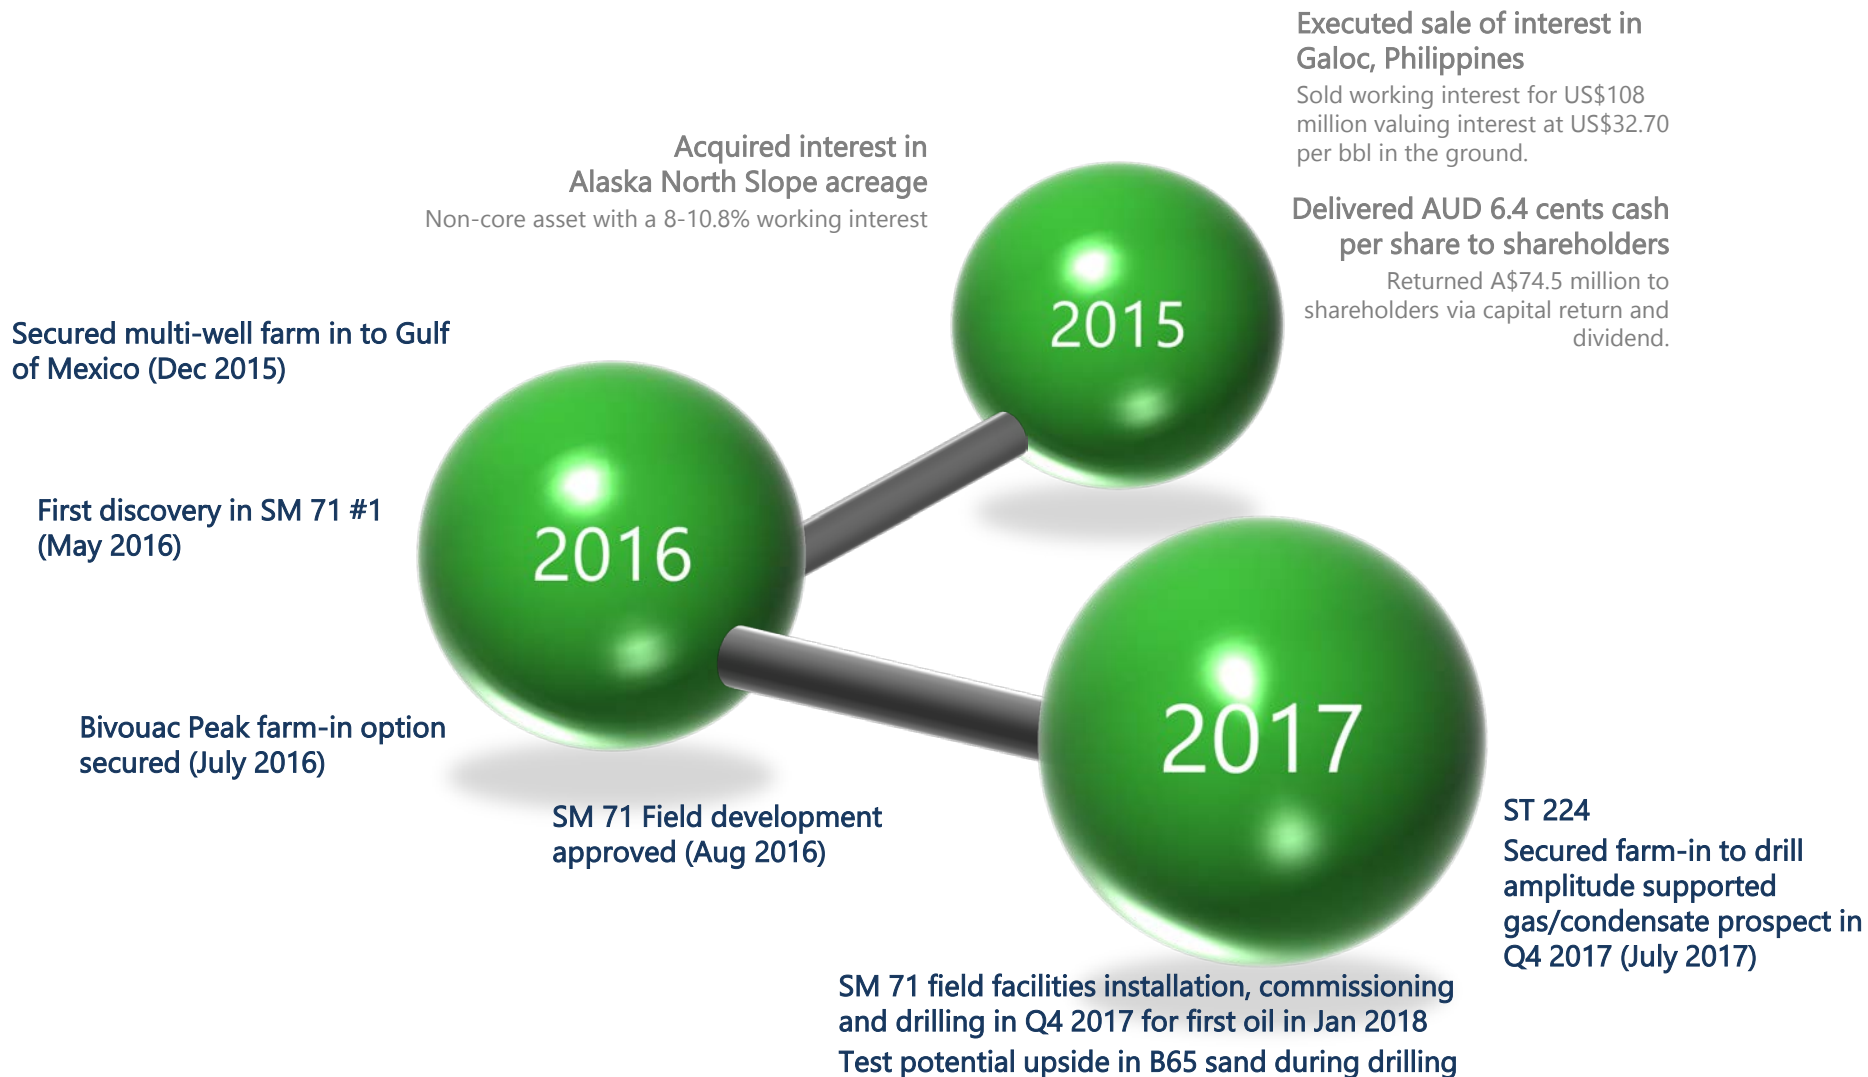 Executed sale of interest in
Galoc, Philippines
Sold working interest for US$108
million valuing interest at US$32.70
per bbl in the ground.
Delivered AUD 6.4 cents cash
per share to shareholders
Returned A$74.5 million to
shareholders via capital return and
dividend.
Acquired interest in
Alaska North Slope acreage
Non-core asset with a 8-10.8% working interest
2015
Secured multi-well farm in to Gulf
of Mexico (Dec 2015)
First discovery in SM 71 #1
(May 2016)
2016
Bivouac Peak farm-in option
secured (July 2016)
SM 71 Field development
approved (Aug 2016)
2017
ST 224
Secured farm-in to drill
amplitude supported
gas/condensate prospect in
Q4 2017 (July 2017)
SM 71 field facilities installation, commissioning
and drilling in Q4 2017 for first oil in Jan 2018
Test potential upside in B65 sand during drilling